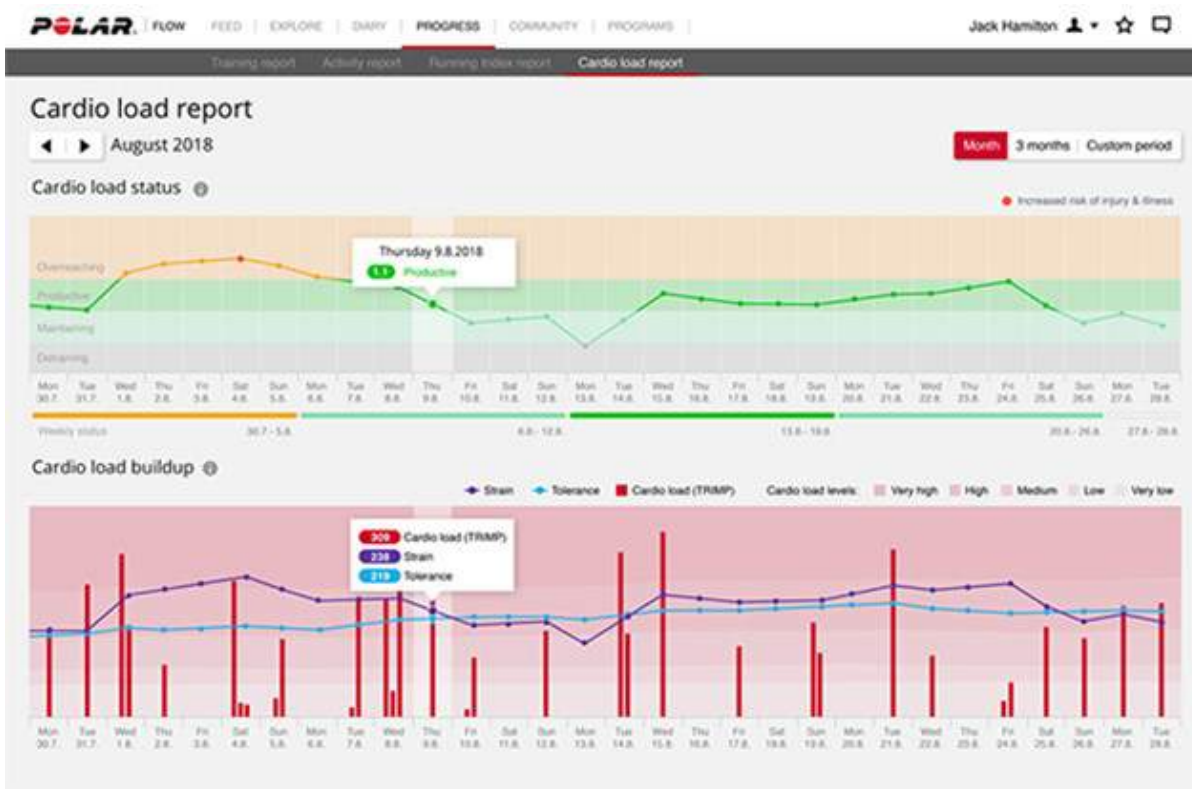 POLAR. FLOW FEED EXPLORE DIARY PROGRESS COMMUNITY PROGRAMS Jack Hamilton
Training report Activity report Running Index report Cardio load report
Cardio load report
August 2018
Month 3 months Custom period
Cardio load status
Increased risk of injury & illness
Thursday 9.8.2018
1.1 Productive
Overreaching
Productive
Maintaining
Detraining
Mon Tue Wed Thu Fri Sat Sun Mon Tue Wed Thu Fri Sat Sun Mon Tue Wed Thu Fri Sat Sun Mon Tue Wed Thu Fri Sat Sun Mon Tue
30.7. 31.7. 1.8. 2.8. 3.8. 4.8. 5.8. 6.8. 7.8. 8.8. 9.8. 10.8. 11.8. 12.8. 13.8. 14.8. 15.8. 16.8. 17.8. 18.8. 19.8. 20.8. 21.8. 22.8. 23.8. 24.8. 25.8. 26.8. 27.8. 28.8.
Weekly status 30.7 - 5.8. 6.8 - 12.8. 13.8 - 19.8. 20.8 - 26.8. 27.8 - 28.8.
Cardio load buildup
Strain Tolerance Cardio load (TRIMP) Cardio load levels: Very high High Medium Low Very low
309 Cardio load (TRIMP)
238 Strain
219 Tolerance
Mon Tue Wed Thu Fri Sat Sun Mon Tue Wed Thu Fri Sat Sun Mon Tue Wed Thu Fri Sat Sun Mon Tue Wed Thu Fri Sat Sun Mon Tue
30.7. 31.7. 1.8. 2.8. 3.8. 4.8. 5.8. 6.8. 7.8. 8.8. 9.8. 10.8. 11.8. 12.8. 13.8. 14.8. 15.8. 16.8. 17.8. 18.8. 19.8. 20.8. 21.8. 22.8. 23.8. 24.8. 25.8. 26.8. 27.8. 28.8.